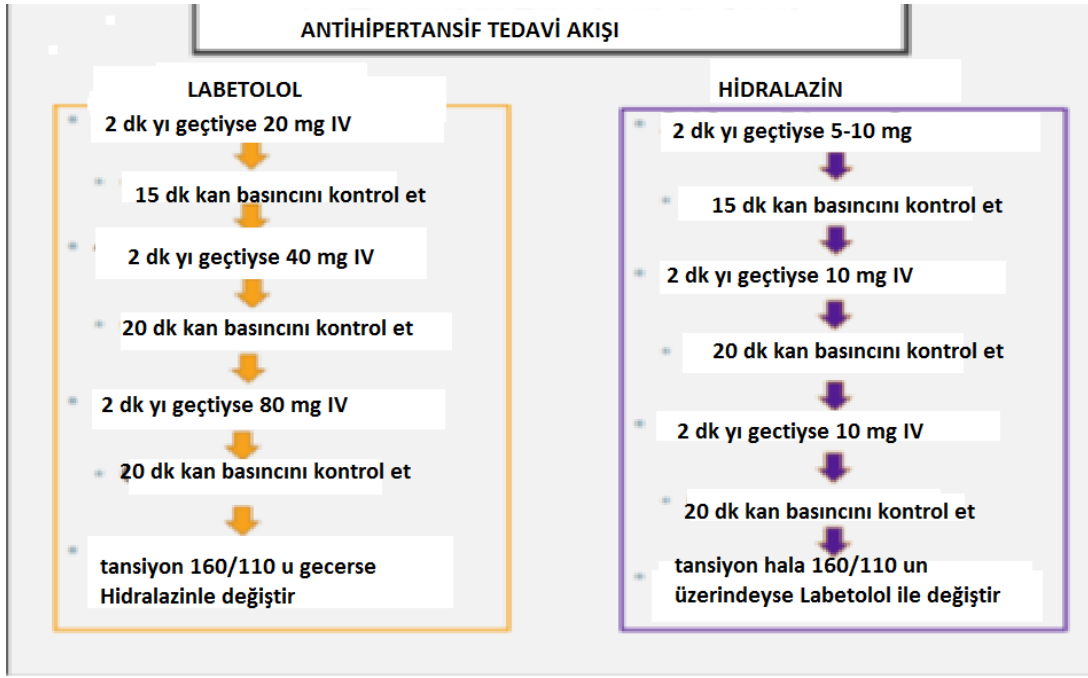 ANTİHİPERTANSİF TEDAVİ AKIŞI
LABETOLOL
2 dk yı geçtiyse 20 mg IV
15 dk kan basıncını kontrol et
2 dk yı geçtiyse 40 mg IV
20 dk kan basıncını kontrol et
2 dk yı geçtiyse 80 mg IV
20 dk kan basıncını kontrol et
tansiyon 160/110 u gecerse
Hidralazinle değiştir
HİDRALAZİN
2 dk yı geçtiyse 5-10 mg
15 dk kan basıncını kontrol et
2 dk yı geçtiyse 10 mg IV
20 dk kan basıncını kontrol et
2 dk yı gectiyse 10 mg IV
20 dk kan basıncını kontrol et
tansiyon hala 160/110 un
üzerindeyse Labetolol ile değiştir